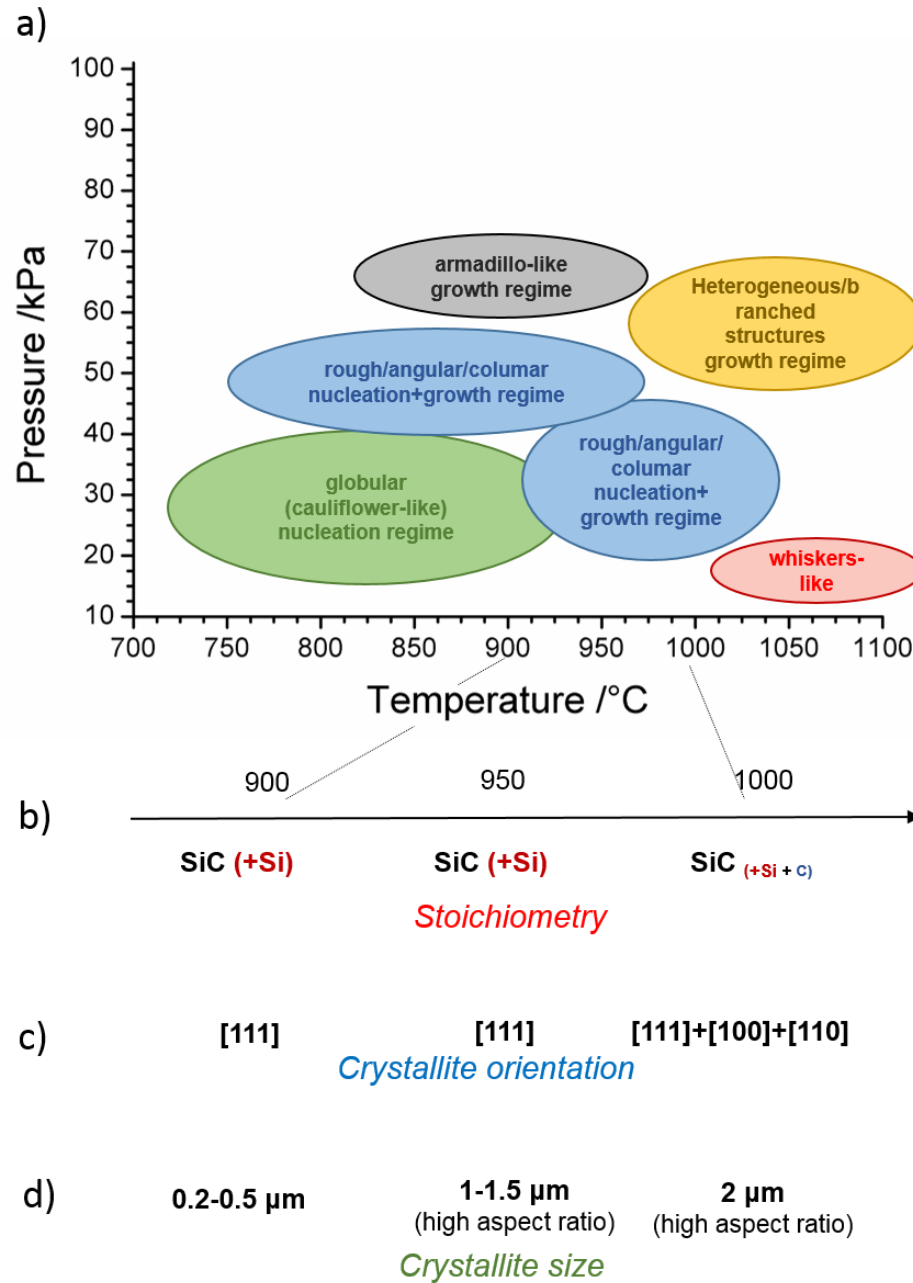 a)
100
90
80
70
60
50
40
30
20
10
Pressure /kPa
armadillo-like
growth regime
Heterogeneous/b
ranched
structures
growth regime
rough/angular/columar
nucleation+growth regime
rough/angular/
columar
nucleation+
growth regime
globular
(cauliflower-like)
nucleation regime
whiskers-
like
700 750 800 850 900 950 1000 1050 1100
Temperature /°C
900 950 1000
b)
SiC (+Si) SiC (+Si) SiC (+Si + C)
Stoichiometry
c)
[111] [111] [111]+[100]+[110]
Crystallite orientation
d)
0.2-0.5 µm 1-1.5 µm 2 µm
(high aspect ratio) (high aspect ratio)
Crystallite size